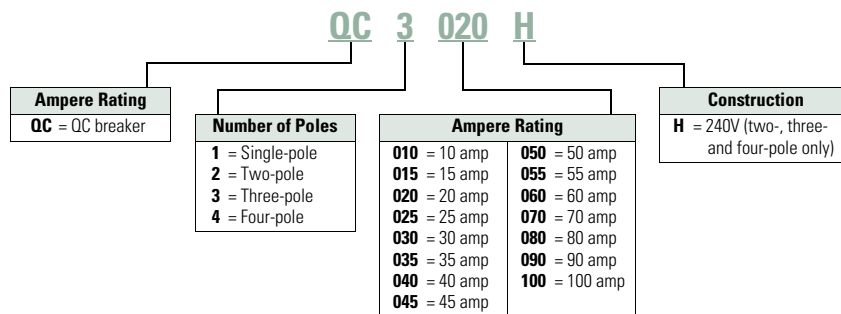 QC 3 020 H
Ampere Rating
QC = QC breaker
Number of Poles
1 = Single-pole
2 = Two-pole
3 = Three-pole
4 = Four-pole
Ampere Rating
010 = 10 amp
015 = 15 amp
020 = 20 amp
025 = 25 amp
030 = 30 amp
035 = 35 amp
040 = 40 amp
045 = 45 amp
050 = 50 amp
055 = 55 amp
060 = 60 amp
070 = 70 amp
080 = 80 amp
090 = 90 amp
100 = 100 amp
Construction
H = 240V (two-, three-
and four-pole only)